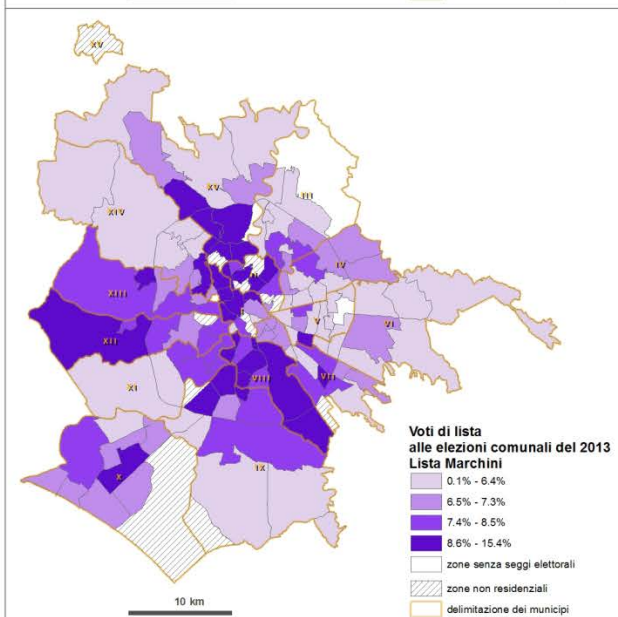 XV
XV
III
XIV
IV
II
XIII
I
V
VI
XII
VIII
VII
XI
IX
X
Voti di lista
alle elezioni comunali del 2013
Lista Marchini
0.1% - 6.4%
6.5% - 7.3%
7.4% - 8.5%
8.6% - 15.4%
zone senza seggi elettorali
zone non residenziali
delimitazione dei municipi
10 km